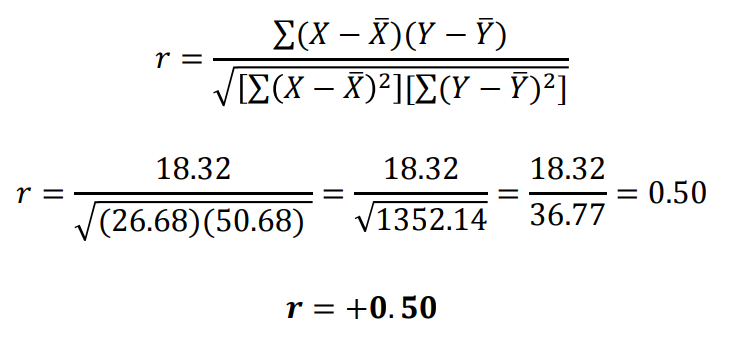 r = ∑(X − X̄)(Y − Ȳ) / √[∑(X − X̄)²][∑(Y − Ȳ)²]
r = 18.32 / √(26.68)(50.68) = 18.32 / √1352.14 = 18.32 / 36.77 = 0.50
r = +0.50